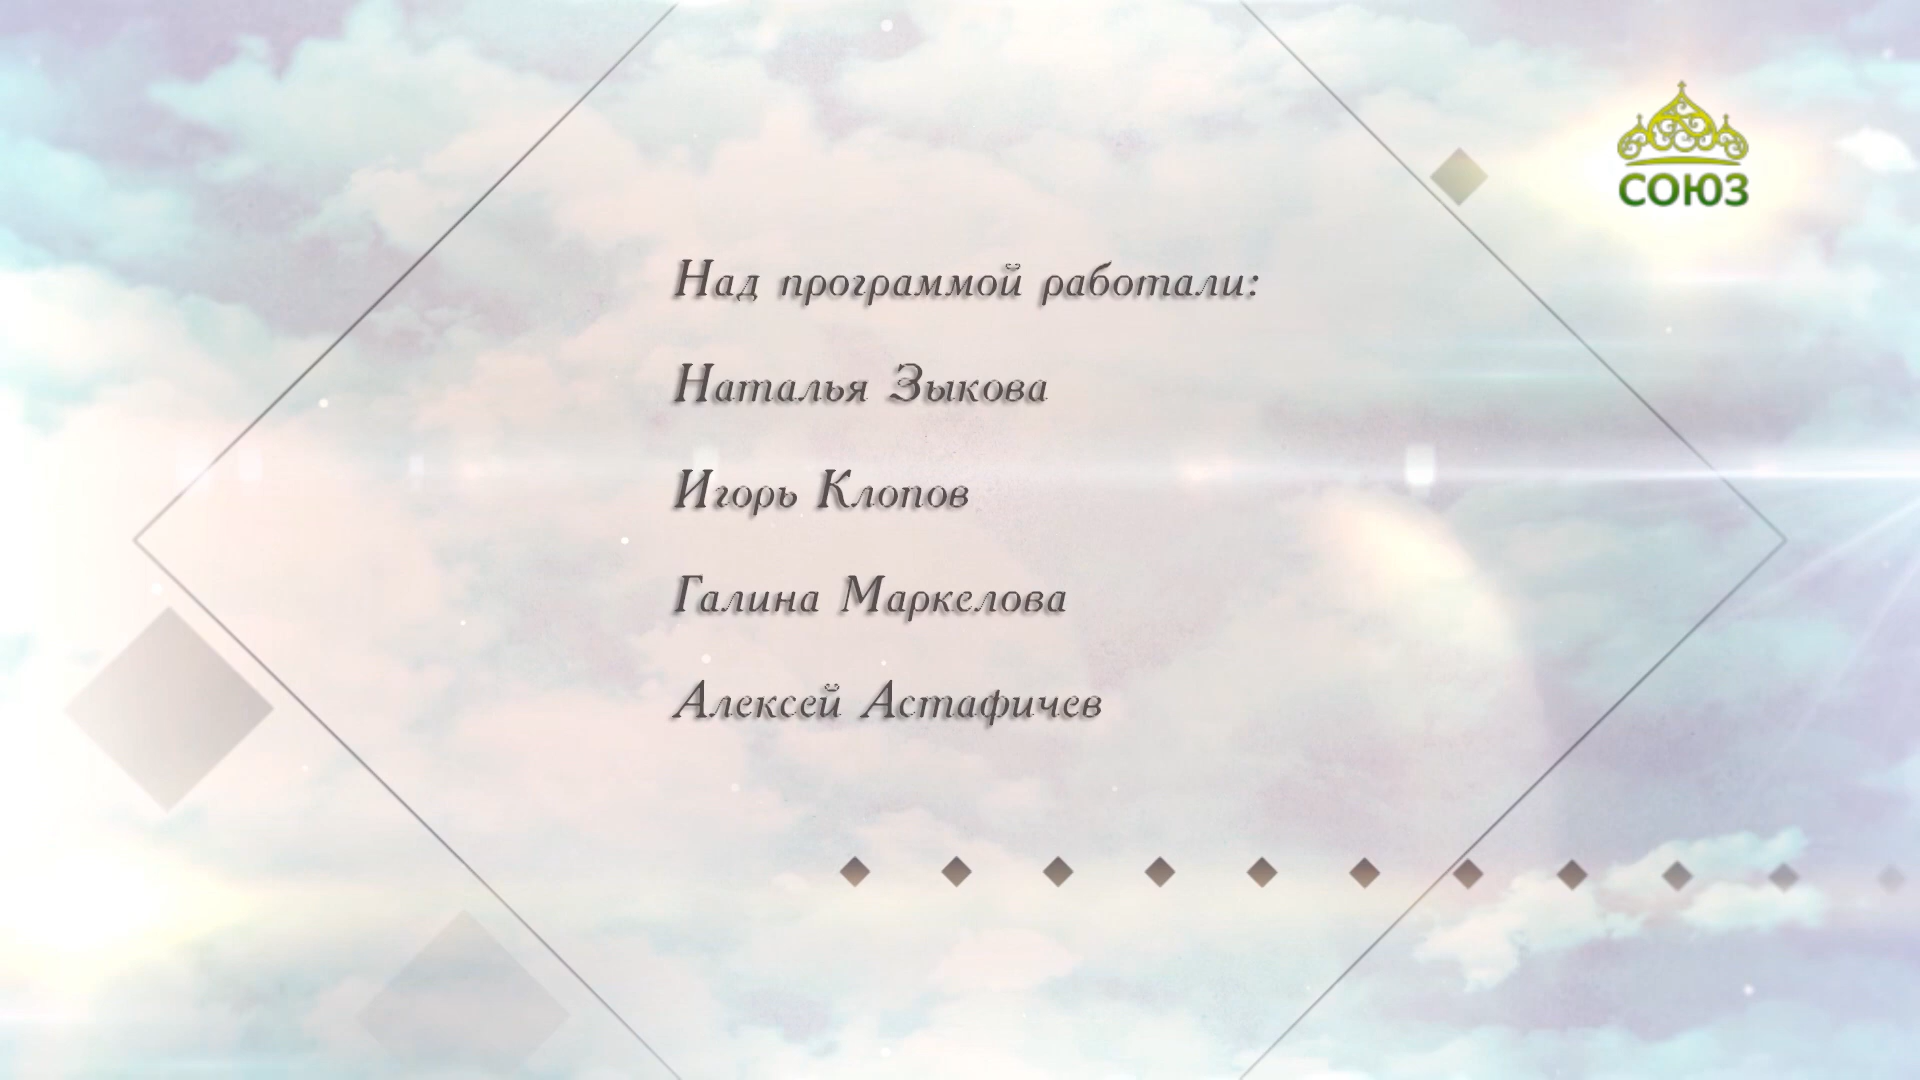 СОЮЗ
Над программой работали:
Наталья Зыкова
Игорь Клопов
Галина Маркелова
Алексей Астафичев